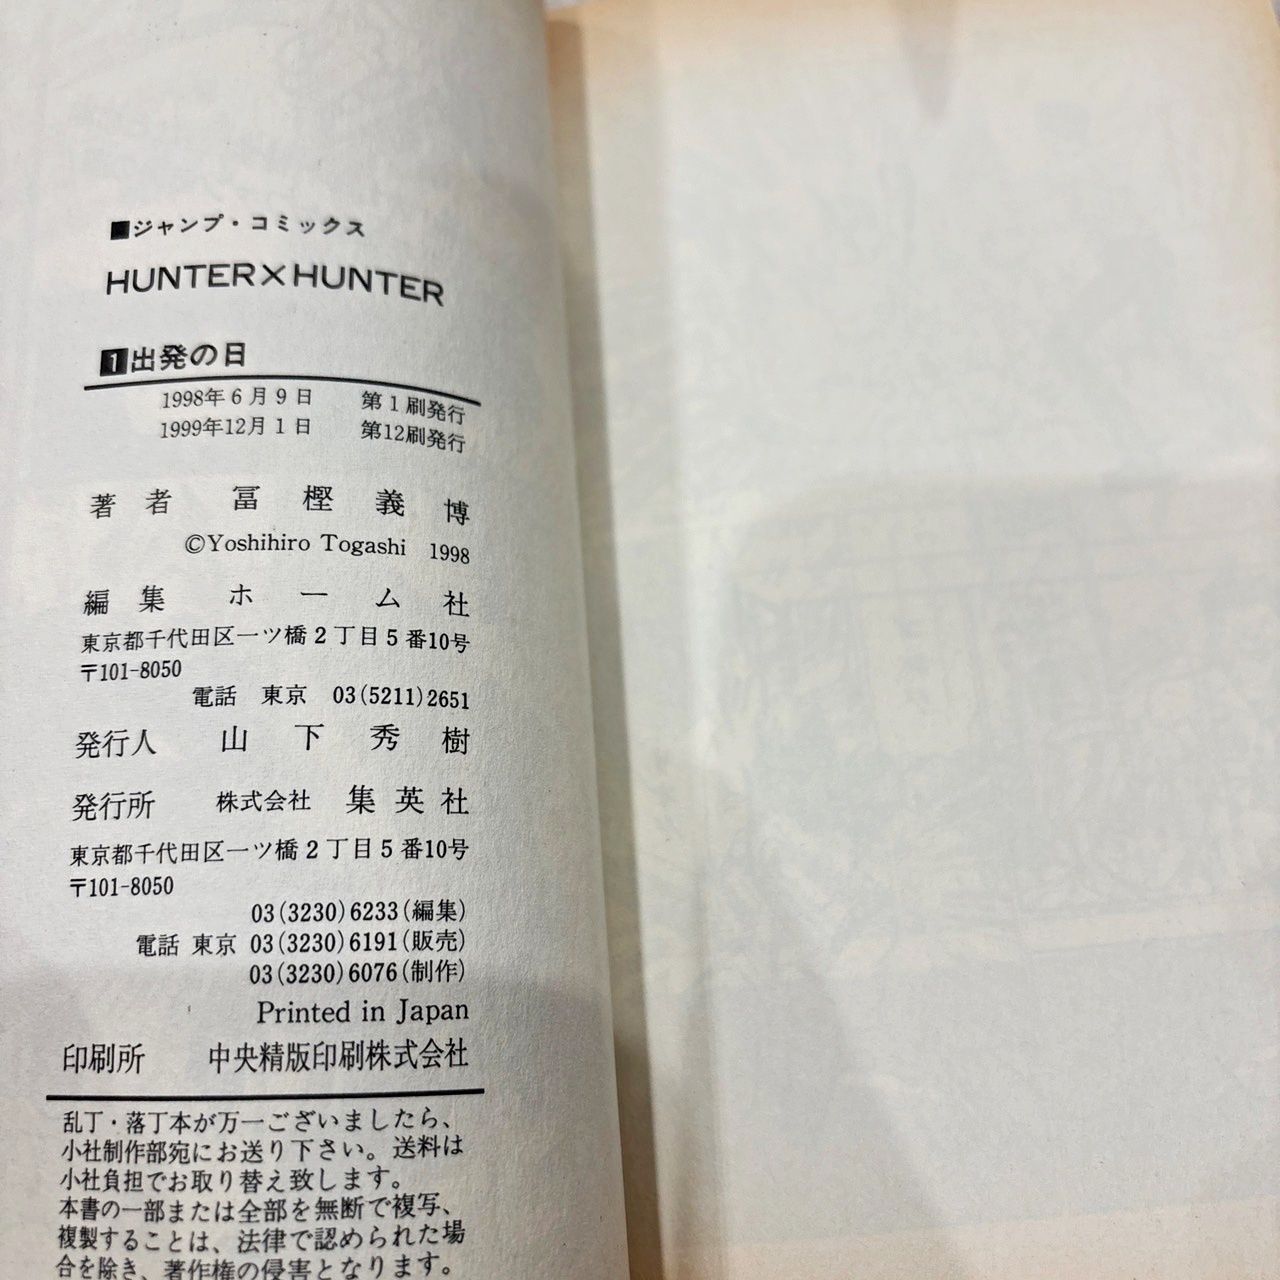 ■ジャンプ・コミックス
HUNTER×HUNTER
1 出発の日
1998年6月9日 第1刷発行
1999年12月1日 第12刷発行
著者 冨樫義博
©Yoshihiro Togashi 1998
編集 ホーム社
東京都千代田区一ツ橋2丁目5番10号
〒101-8050
電話 東京 03(5211)2651
発行人 山下秀樹
発行所 株式会社 集英社
東京都千代田区一ツ橋2丁目5番10号
〒101-8050
03(3230)6233(編集)
電話 東京 03(3230)6191(販売)
03(3230)6076(制作)
Printed in Japan
印刷所 中央精版印刷株式会社
乱丁・落丁本が万一ございましたら、
小社制作部宛にお送り下さい。送料は
小社負担でお取り替え致します。
本書の一部または全部を無断で複写、
複製することは、法律で認められた場
合を除き、著作権の侵害となります。